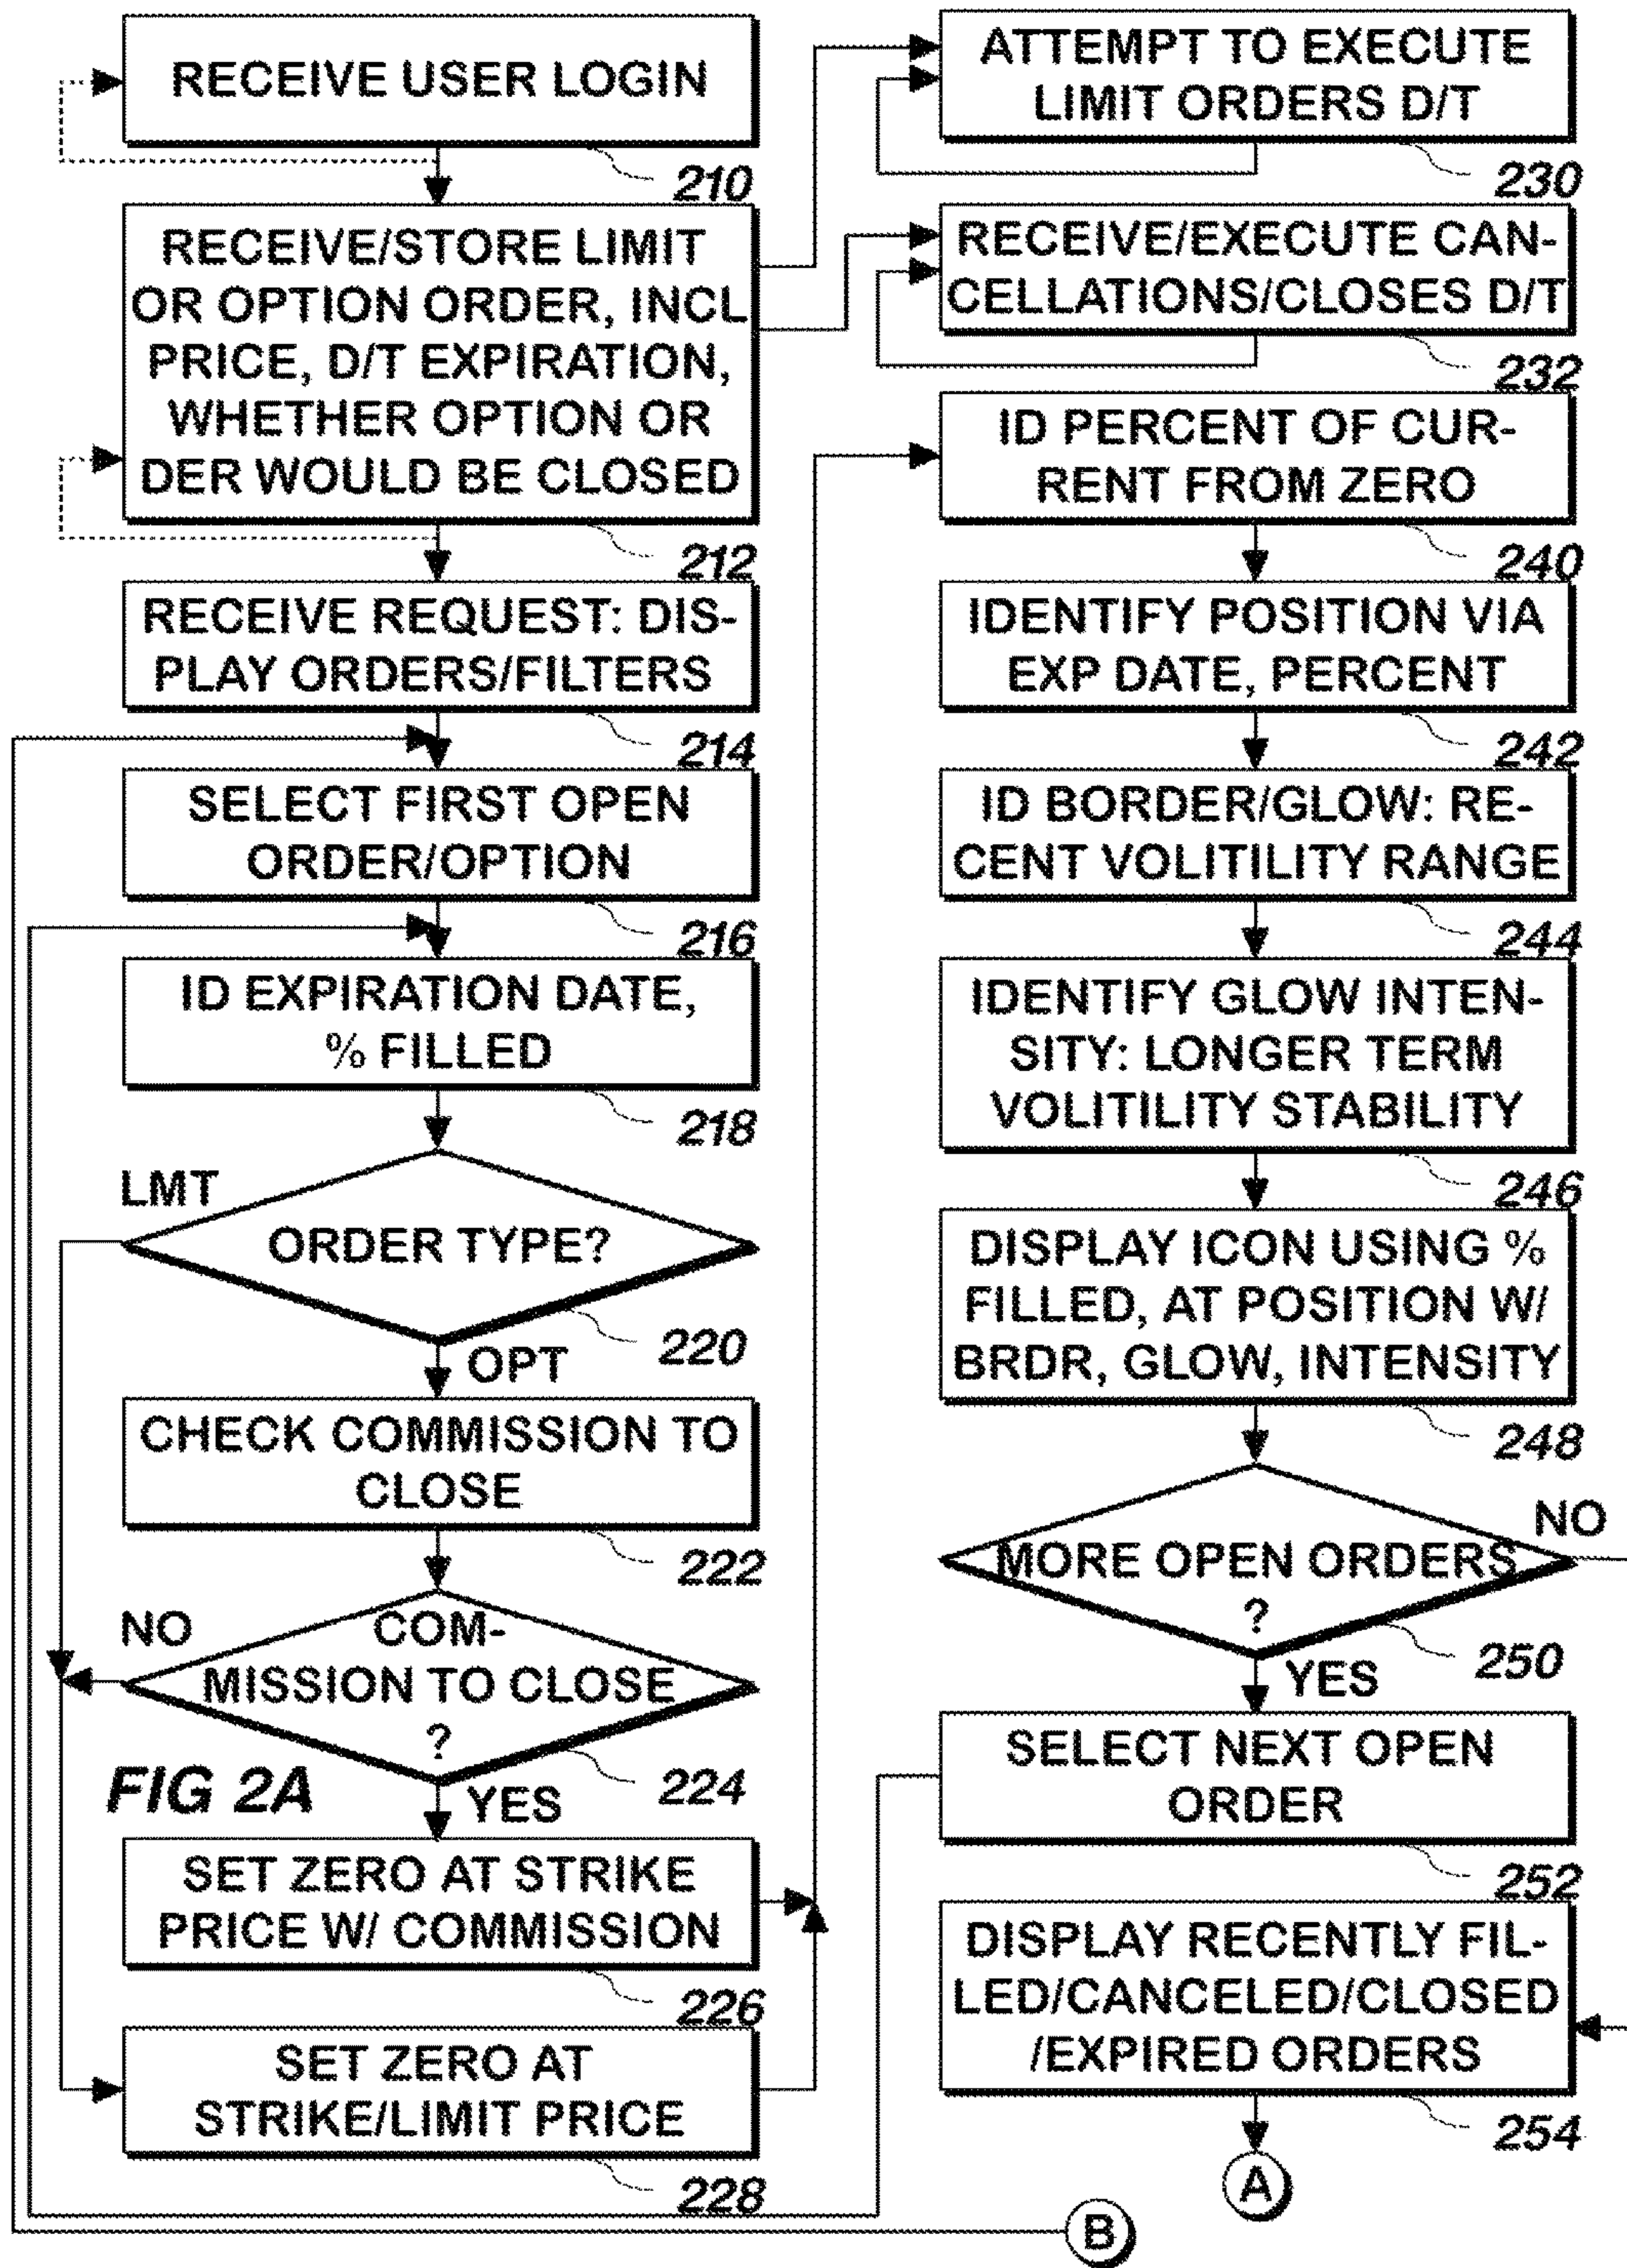 RECEIVE USER LOGIN
210
RECEIVE/STORE LIMIT
OR OPTION ORDER, INCL
PRICE, D/T EXPIRATION,
WHETHER OPTION OR
DER WOULD BE CLOSED
212
RECEIVE REQUEST: DIS-
PLAY ORDERS/FILTERS
214
SELECT FIRST OPEN
ORDER/OPTION
216
ID EXPIRATION DATE,
% FILLED
218
LMT
ORDER TYPE?
220
OPT
CHECK COMMISSION TO
CLOSE
222
NO
COM-
MISSION TO CLOSE
?
224
FIG 2A
YES
SET ZERO AT STRIKE
PRICE W/ COMMISSION
226
SET ZERO AT
STRIKE/LIMIT PRICE
228
ATTEMPT TO EXECUTE
LIMIT ORDERS D/T
230
RECEIVE/EXECUTE CAN-
CELLATIONS/CLOSES D/T
232
ID PERCENT OF CUR-
RENT FROM ZERO
240
IDENTIFY POSITION VIA
EXP DATE, PERCENT
242
ID BORDER/GLOW: RE-
CENT VOLITILITY RANGE
244
IDENTIFY GLOW INTEN-
SITY: LONGER TERM
VOLITILITY STABILITY
246
DISPLAY ICON USING %
FILLED, AT POSITION W/
BRDR, GLOW, INTENSITY
248
NO
MORE OPEN ORDERS
?
250
YES
SELECT NEXT OPEN
ORDER
252
DISPLAY RECENTLY FIL-
LED/CANCELED/CLOSED
/EXPIRED ORDERS
254
A
B